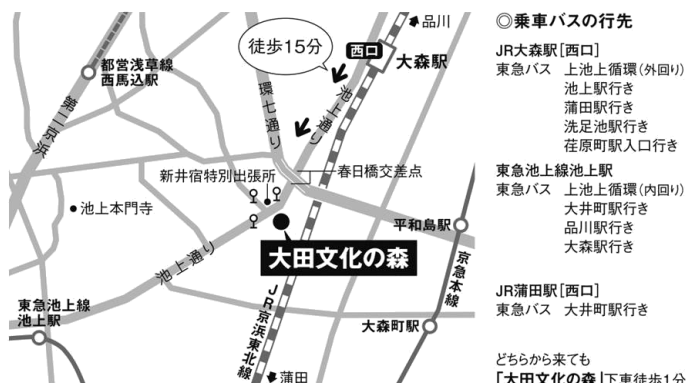 品川
徒歩15分
西口
大森駅
都営浅草線
西馬込駅
第二京浜
環七通り
池上通り
新井宿特別出張所
春日橋交差点
池上本門寺
平和島駅
大田文化の森
池上通り
京急本線
JR京浜東北線
東急池上線
池上駅
大森町駅
蒲田
◎乗車バスの行先
JR大森駅[西口]
東急バス 上池上循環(外回り)
池上駅行き
蒲田駅行き
洗足池駅行き
荏原町駅入口行き
東急池上線池上駅
東急バス 上池上循環(内回り)
大井町駅行き
品川駅行き
大森駅行き
JR蒲田駅[西口]
東急バス 大井町駅行き
どちらから来ても
「大田文化の森」下車徒歩1分